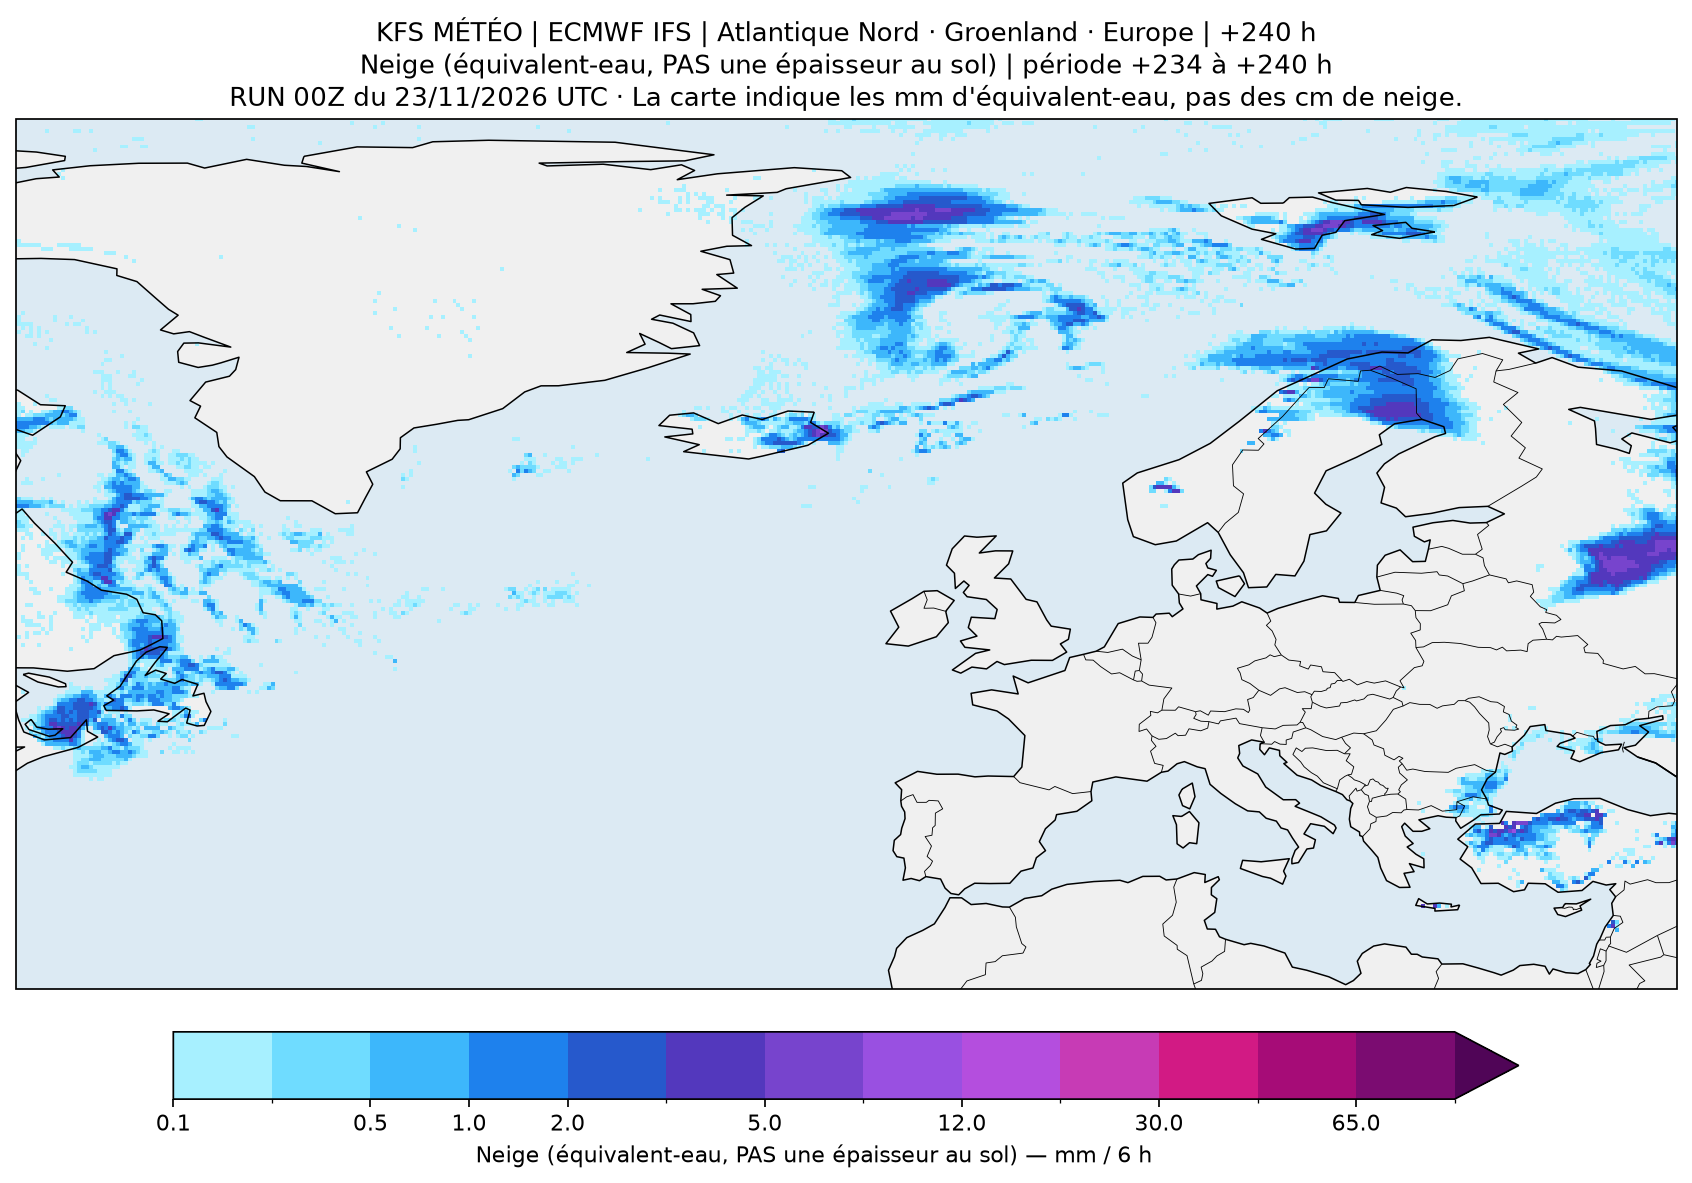 KFS MÉTÉO | ECMWF IFS | Atlantique Nord · Groenland · Europe | +240 h
Neige (équivalent-eau, PAS une épaisseur au sol) | période +234 à +240 h
RUN 00Z du 23/11/2026 UTC · La carte indique les mm d'équivalent-eau, pas des cm de neige.
0.1 0.5 1.0 2.0 5.0 12.0 30.0 65.0
Neige (équivalent-eau, PAS une épaisseur au sol) — mm / 6 h